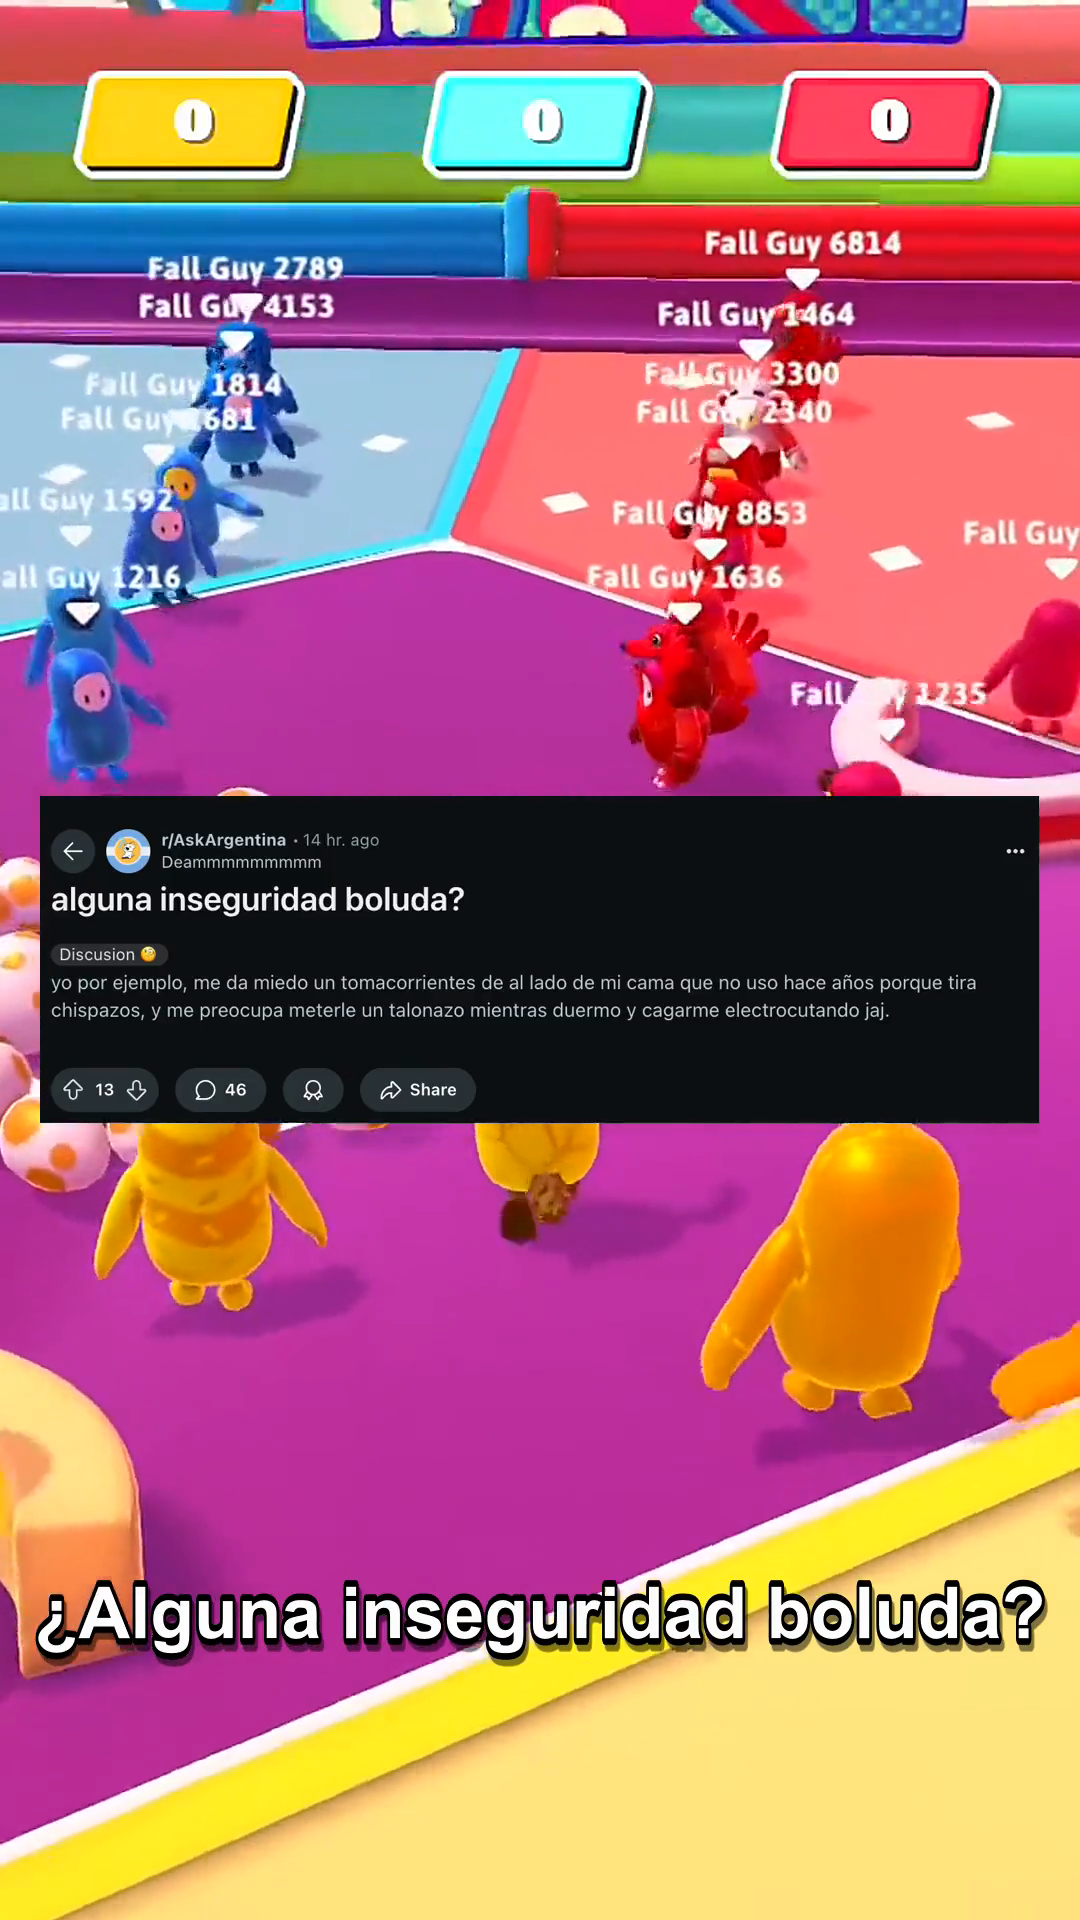 0
0
0
Fall Guy 6814
Fall Guy 2789
Fall Guy 4153
Fall Guy 1464
Fall Guy 3300
Fall Guy 1814
Fall Guy 2340
Fall Guy 681
all Guy 1592
Fall Guy 8853
Fall Guy
all Guy 1216
Fall Guy 1636
Fall 1235
r/AskArgentina • 14 hr. ago
Deammmmmmmmm
alguna inseguridad boluda?
Discusion 🧐
yo por ejemplo, me da miedo un tomacorrientes de al lado de mi cama que no uso hace años porque tira
chispazos, y me preocupa meterle un talonazo mientras duermo y cagarme electrocutando jaj.
13
46
Share
¿Alguna inseguridad boluda?